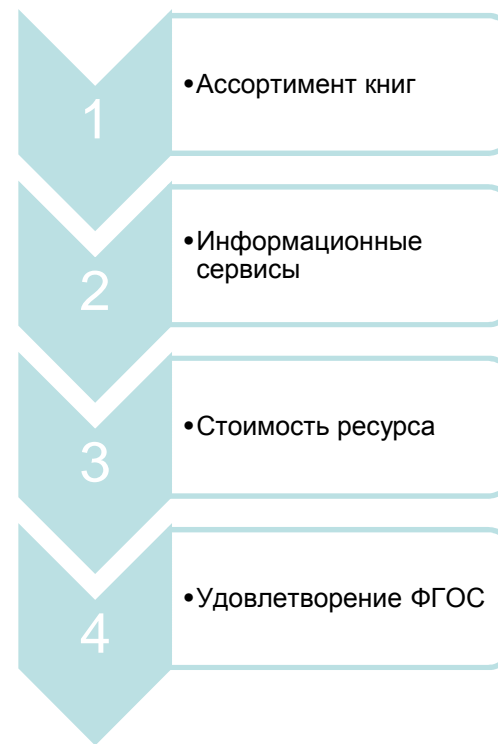 1
•Ассортимент книг
2
•Информационные
сервисы
3
•Стоимость ресурса
4
•Удовлетворение ФГОС